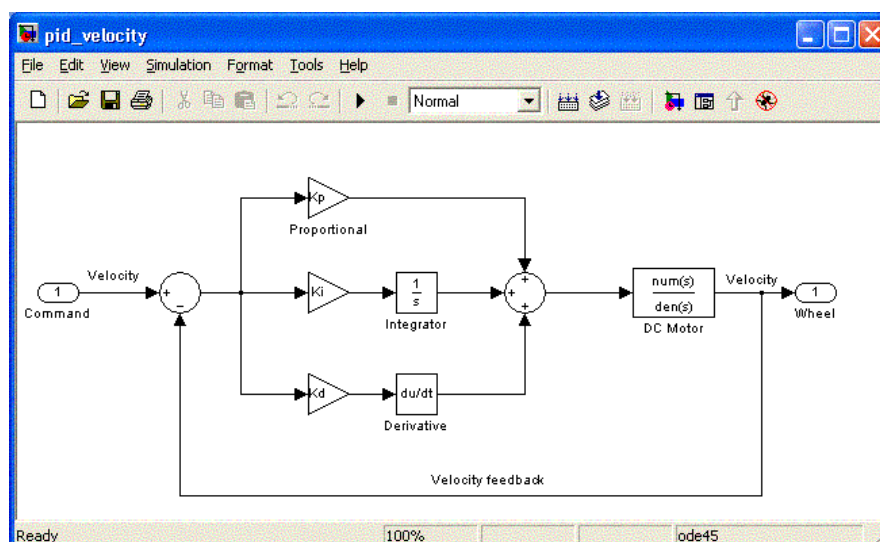 pid_velocity
File Edit View Simulation Format Tools Help
Normal
Kp
Proportional
Velocity
1
Command
+
−
Ki
1
s
Integrator
+
+
+
num(s)
den(s)
DC Motor
Velocity
1
Wheel
Kd
du/dt
Derivative
Velocity feedback
Ready 100% ode45